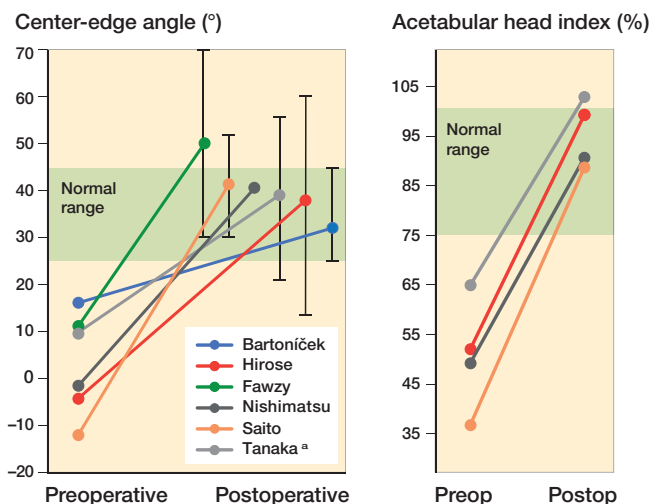 Center-edge angle (°)
70
60
50
40
30
20
10
0
–10
–20
Normal
range
Bartoníček
Hirose
Fawzy
Nishimatsu
Saito
Tanaka ᵃ
Preoperative
Postoperative
Acetabular head index (%)
105
95
85
75
65
55
45
35
Normal
range
Preop
Postop